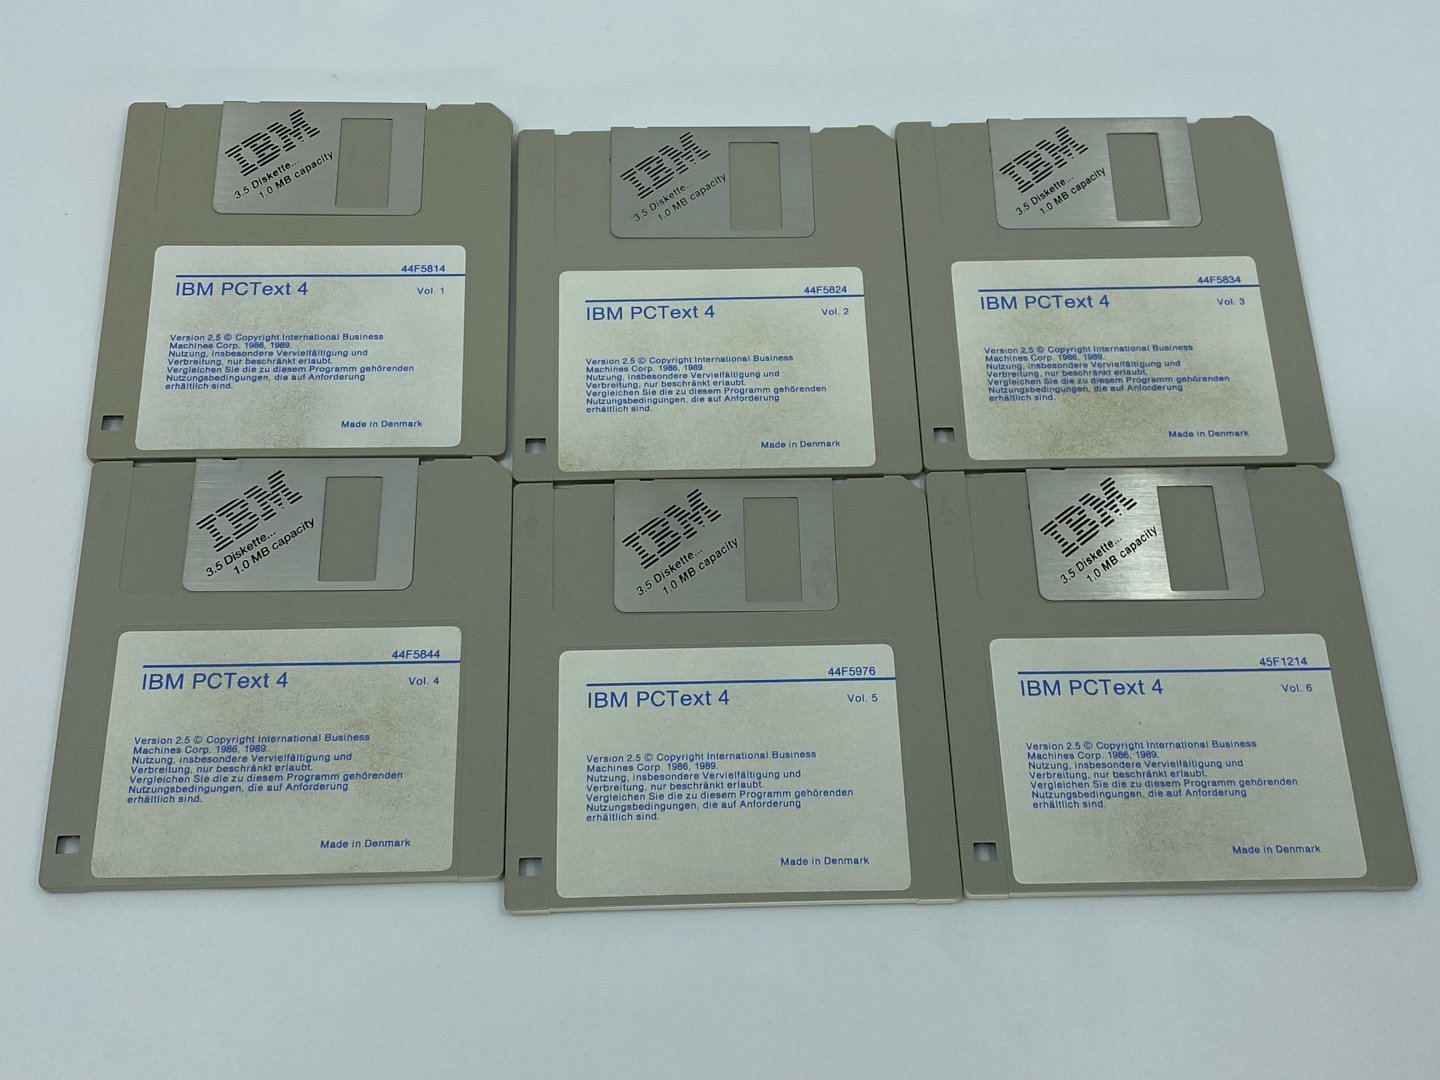 IBM
3.5 Diskette...
1.0 MB capacity
44F5814
IBM PCText 4
Vol. 1
Version 2.5 © Copyright International Business
Machines Corp. 1986, 1989.
Nutzung, insbesondere Vervielfältigung und
Verbreitung, nur beschränkt erlaubt.
Vergleichen Sie die zu diesem Programm gehörenden
Nutzungsbedingungen, die auf Anforderung
erhältlich sind.
Made in Denmark
IBM
3.5 Diskette...
1.0 MB capacity
44F5824
IBM PCText 4
Vol. 2
Version 2.5 © Copyright International Business
Machines Corp. 1986, 1989.
Nutzung, insbesondere Vervielfältigung und
Verbreitung, nur beschränkt erlaubt.
Vergleichen Sie die zu diesem Programm gehörenden
Nutzungsbedingungen, die auf Anforderung
erhältlich sind.
Made in Denmark
IBM
3.5 Diskette...
1.0 MB capacity
44F5834
IBM PCText 4
Vol. 3
Version 2.5 © Copyright International Business
Machines Corp. 1986, 1989.
Nutzung, insbesondere Vervielfältigung und
Verbreitung, nur beschränkt erlaubt.
Vergleichen Sie die zu diesem Programm gehörenden
Nutzungsbedingungen, die auf Anforderung
erhältlich sind.
Made in Denmark
IBM
3.5 Diskette...
1.0 MB capacity
44F5844
IBM PCText 4
Vol. 4
Version 2.5 © Copyright International Business
Machines Corp. 1986, 1989.
Nutzung, insbesondere Vervielfältigung und
Verbreitung, nur beschränkt erlaubt.
Vergleichen Sie die zu diesem Programm gehörenden
Nutzungsbedingungen, die auf Anforderung
erhältlich sind.
Made in Denmark
IBM
3.5 Diskette...
1.0 MB capacity
44F5976
IBM PCText 4
Vol. 5
Version 2.5 © Copyright International Business
Machines Corp. 1986, 1989.
Nutzung, insbesondere Vervielfältigung und
Verbreitung, nur beschränkt erlaubt.
Vergleichen Sie die zu diesem Programm gehörenden
Nutzungsbedingungen, die auf Anforderung
erhältlich sind.
Made in Denmark
IBM
3.5 Diskette...
1.0 MB capacity
45F1214
IBM PCText 4
Vol. 6
Version 2.5 © Copyright International Business
Machines Corp. 1986, 1989.
Nutzung, insbesondere Vervielfältigung und
Verbreitung, nur beschränkt erlaubt.
Vergleichen Sie die zu diesem Programm gehörenden
Nutzungsbedingungen, die auf Anforderung
erhältlich sind.
Made in Denmark